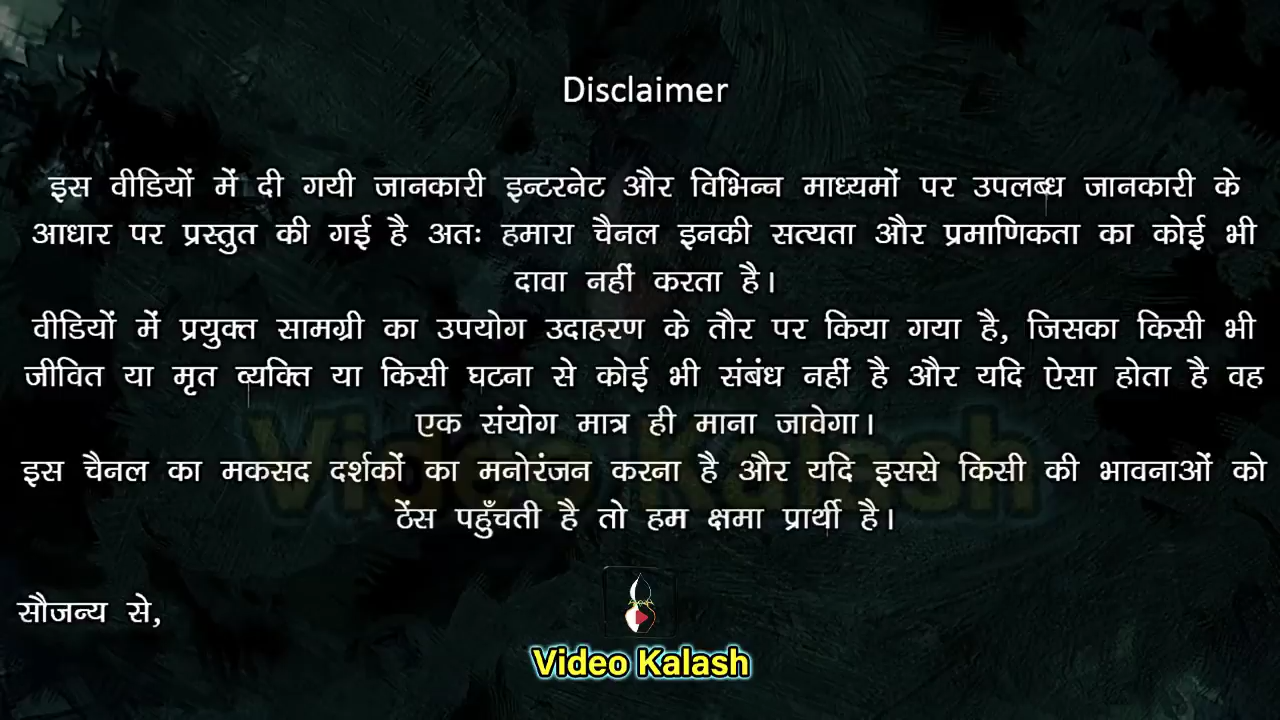 Disclaimer
इस वीडियों में दी गयी जानकारी इन्टरनेट और विभिन्न माध्यमों पर उपलब्ध जानकारी के
आधार पर प्रस्तुत की गई है अतः हमारा चैनल इनकी सत्यता और प्रमाणिकता का कोई भी
दावा नहीं करता है।
वीडियों में प्रयुक्त सामग्री का उपयोग उदाहरण के तौर पर किया गया है, जिसका किसी भी
जीवित या मृत व्यक्ति या किसी घटना से कोई भी संबंध नहीं है और यदि ऐसा होता है वह
एक संयोग मात्र ही माना जावेगा।
इस चैनल का मकसद दर्शकों का मनोरंजन करना है और यदि इससे किसी की भावनाओं को
ठेंस पहुँचती है तो हम क्षमा प्रार्थी है।
सौजन्य से,
Video Kalash
Video Kalash